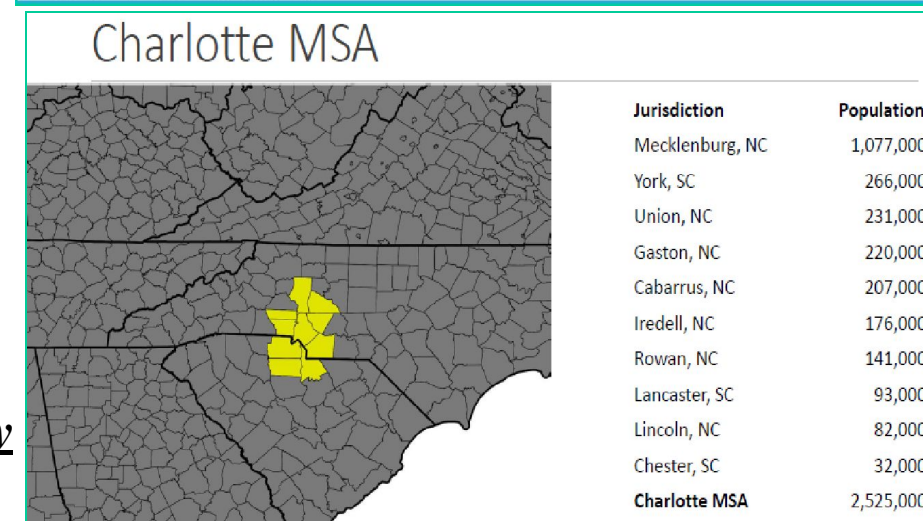 Charlotte MSA
Jurisdiction Population
Mecklenburg, NC 1,077,000
York, SC 266,000
Union, NC 231,000
Gaston, NC 220,000
Cabarrus, NC 207,000
Iredell, NC 176,000
Rowan, NC 141,000
Lancaster, SC 93,000
Lincoln, NC 82,000
Chester, SC 32,000
Charlotte MSA 2,525,000